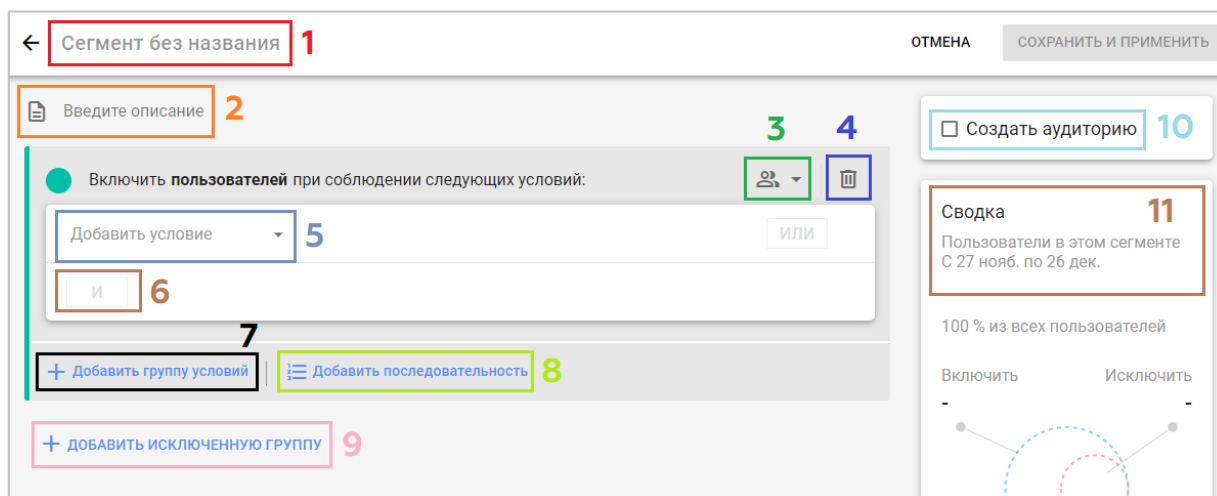 Сегмент без названия 1
ОТМЕНА СОХРАНИТЬ И ПРИМЕНИТЬ
Введите описание 2
3 4
Включить пользователей при соблюдении следующих условий:
Добавить условие 5 ИЛИ
И 6
7
Добавить группу условий Добавить последовательность 8
+ ДОБАВИТЬ ИСКЛЮЧЕННУЮ ГРУППУ 9
Создать аудиторию 10
Сводка 11
Пользователи в этом сегменте
С 27 нояб. по 26 дек.
100 % из всех пользователей
Включить Исключить
- -